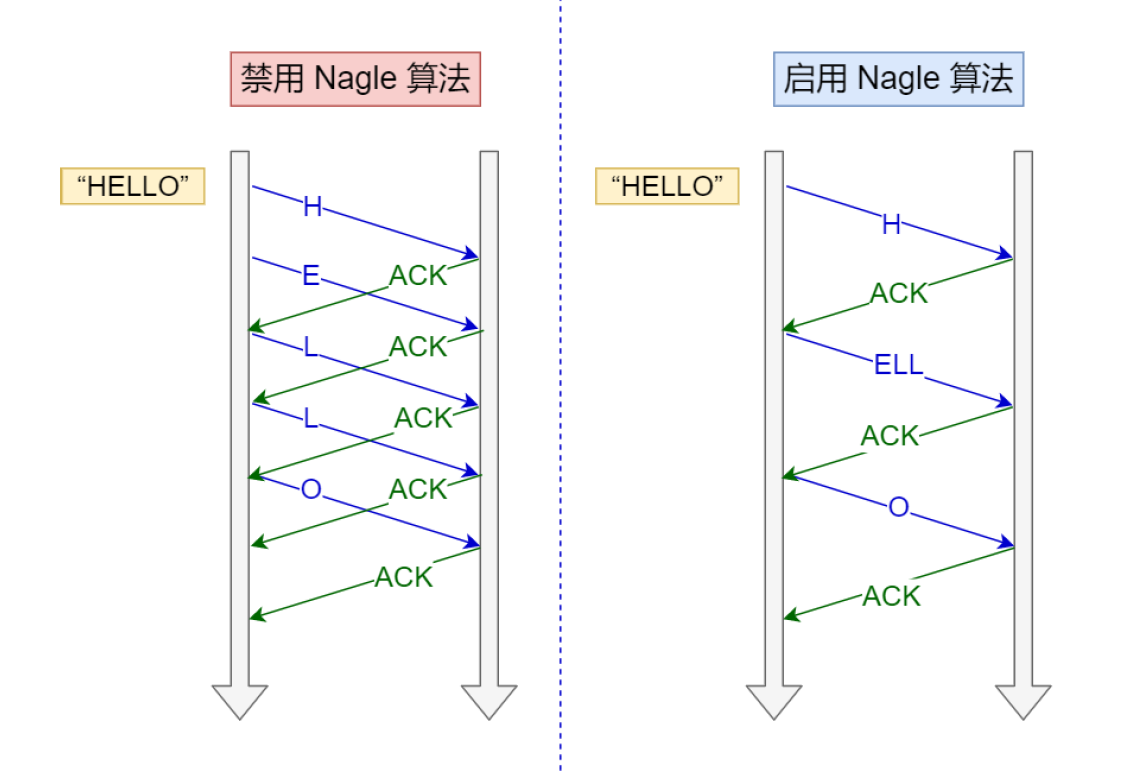 禁用 Nagle 算法
“HELLO”
H
ACK
E
ACK
L
ACK
L
ACK
O
ACK
启用 Nagle 算法
“HELLO”
H
ACK
ELL
ACK
O
ACK